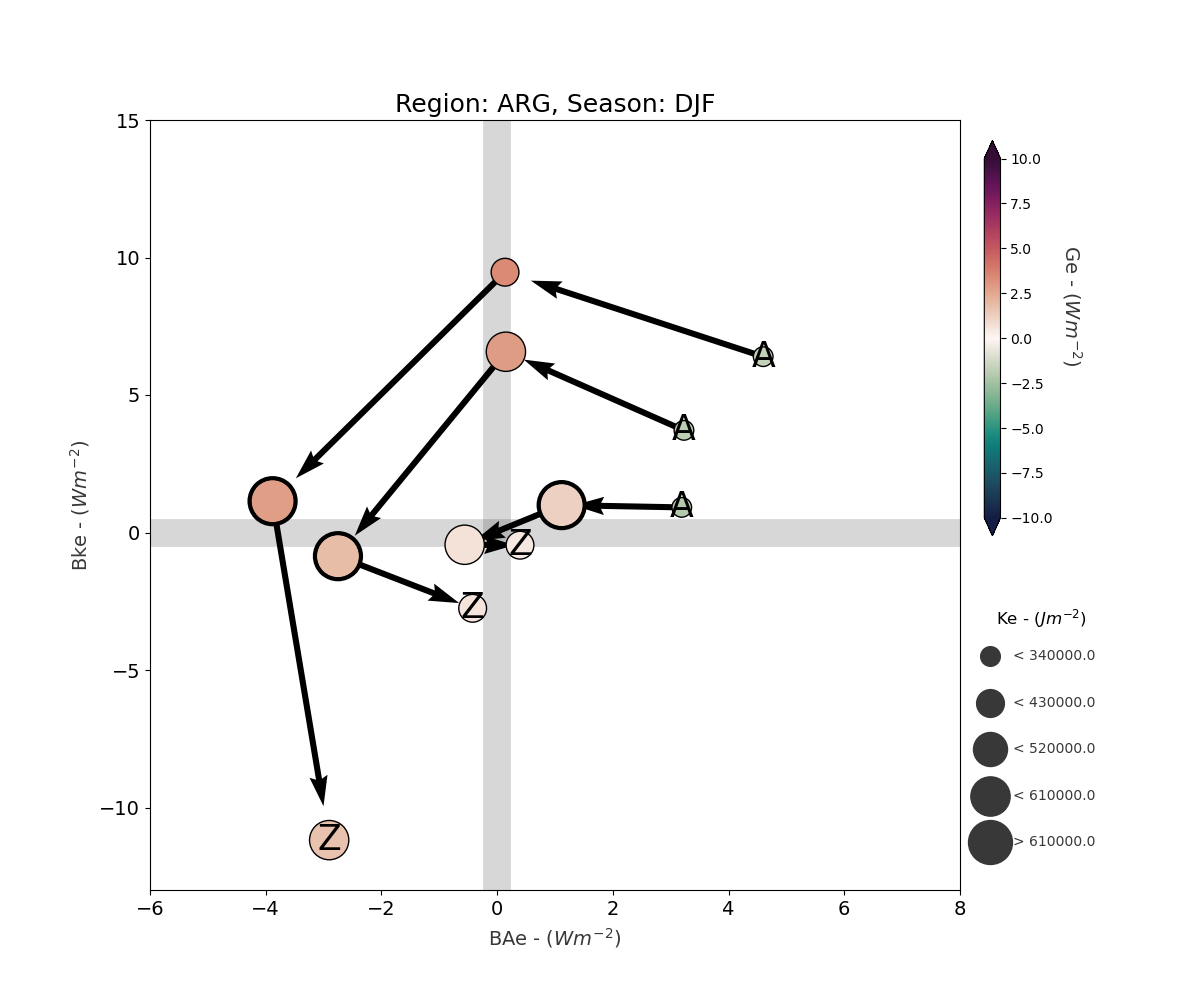 Region: ARG, Season: DJF
15
10
5
0
−5
−10
Bke - (Wm⁻²)
A
A
A
Z
Z
Z
−6 −4 −2 0 2 4 6 8
BAe - (Wm⁻²)
10.0
7.5
5.0
2.5
0.0
−2.5
−5.0
−7.5
−10.0
Ge - (Wm⁻²)
Ke - (Jm⁻²)
< 340000.0
< 430000.0
< 520000.0
< 610000.0
> 610000.0